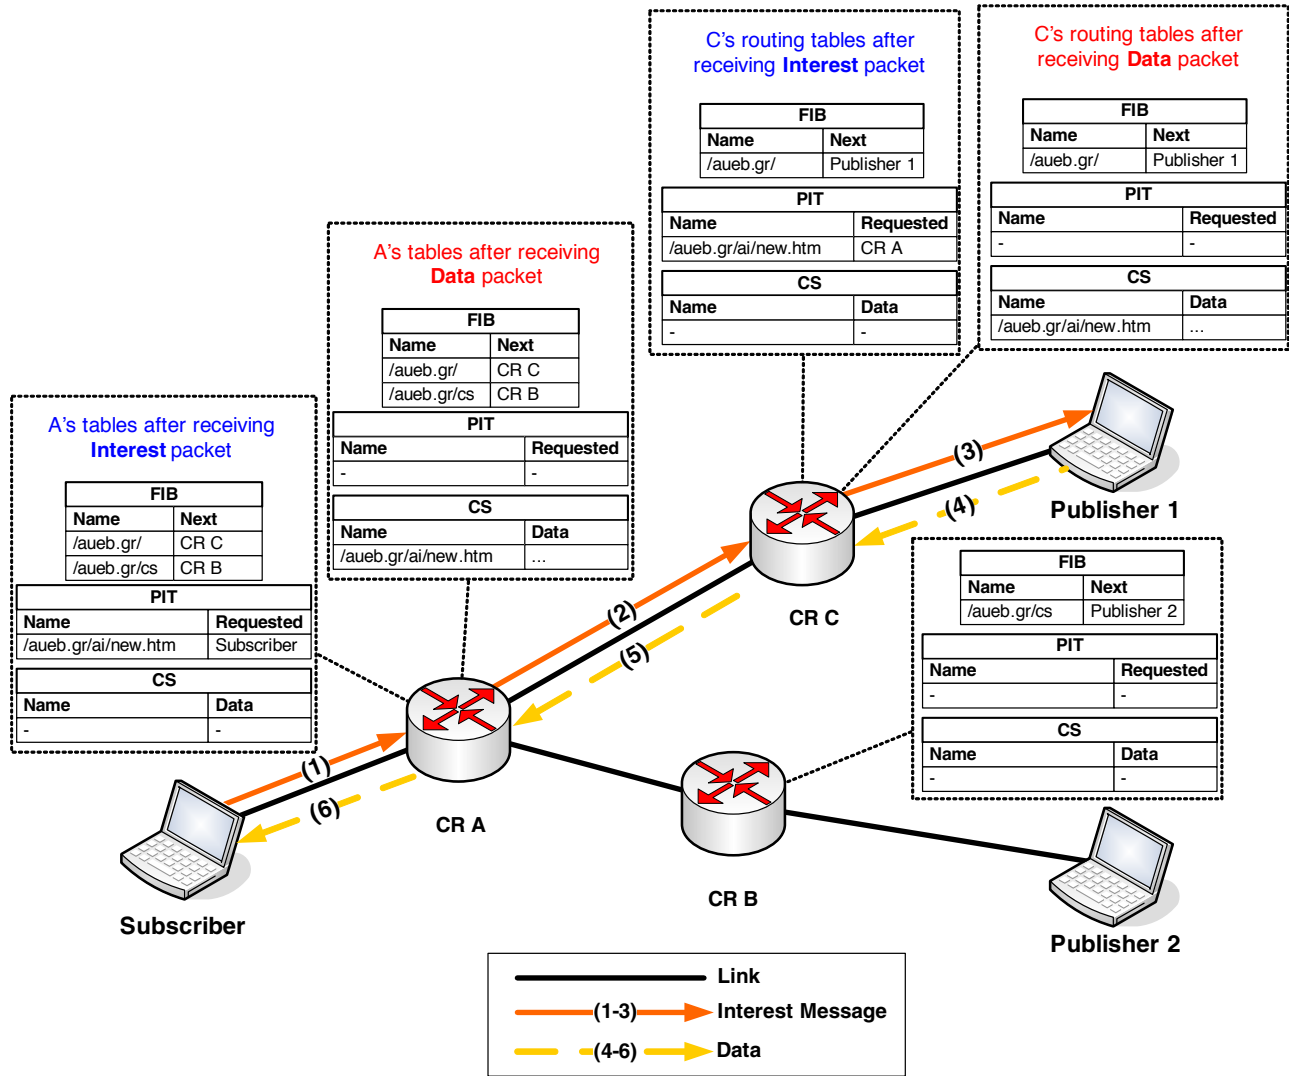 C's routing tables after
receiving Interest packet
FIB
Name Next
/aueb.gr/ Publisher 1
PIT
Name Requested
/aueb.gr/ai/new.htm CR A
CS
Name Data
- -
C's routing tables after
receiving Data packet
FIB
Name Next
/aueb.gr/ Publisher 1
PIT
Name Requested
- -
CS
Name Data
/aueb.gr/ai/new.htm ...
A's tables after receiving
Data packet
FIB
Name Next
/aueb.gr/ CR C
/aueb.gr/cs CR B
PIT
Name Requested
- -
CS
Name Data
/aueb.gr/ai/new.htm ...
A's tables after receiving
Interest packet
FIB
Name Next
/aueb.gr/ CR C
/aueb.gr/cs CR B
PIT
Name Requested
/aueb.gr/ai/new.htm Subscriber
CS
Name Data
- -
(3)
(4)
Publisher 1
CR C
(2)
(5)
FIB
Name Next
/aueb.gr/cs Publisher 2
PIT
Name Requested
- -
CS
Name Data
- -
(1)
(6)
CR A
CR B
Subscriber
Publisher 2
Link
(1-3) Interest Message
(4-6) Data